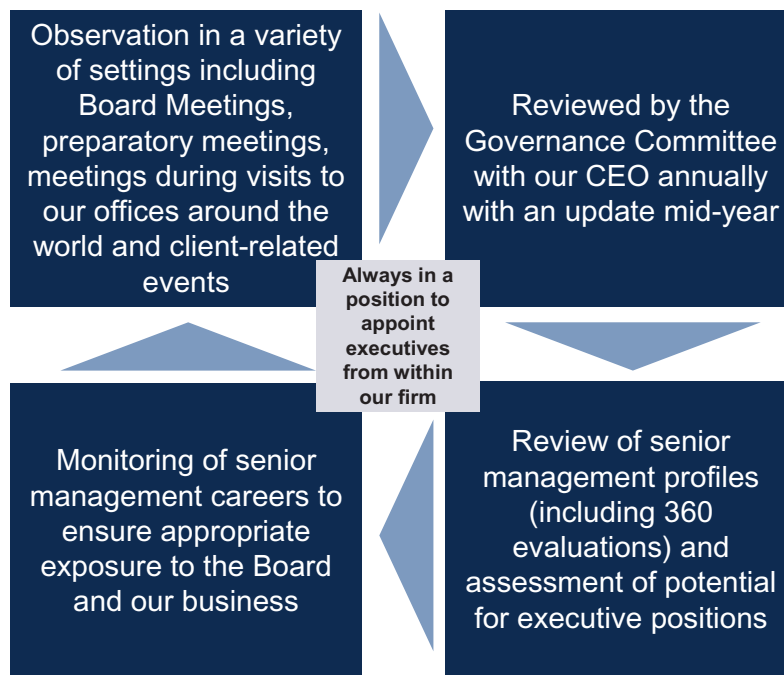 Observation in a variety
of settings including
Board Meetings,
preparatory meetings,
meetings during visits to
our offices around the
world and client-related
events
Reviewed by the
Governance Committee
with our CEO annually
with an update mid-year
Always in a
position to
appoint
executives
from within
our firm
Monitoring of senior
management careers to
ensure appropriate
exposure to the Board
and our business
Review of senior
management profiles
(including 360
evaluations) and
assessment of potential
for executive positions